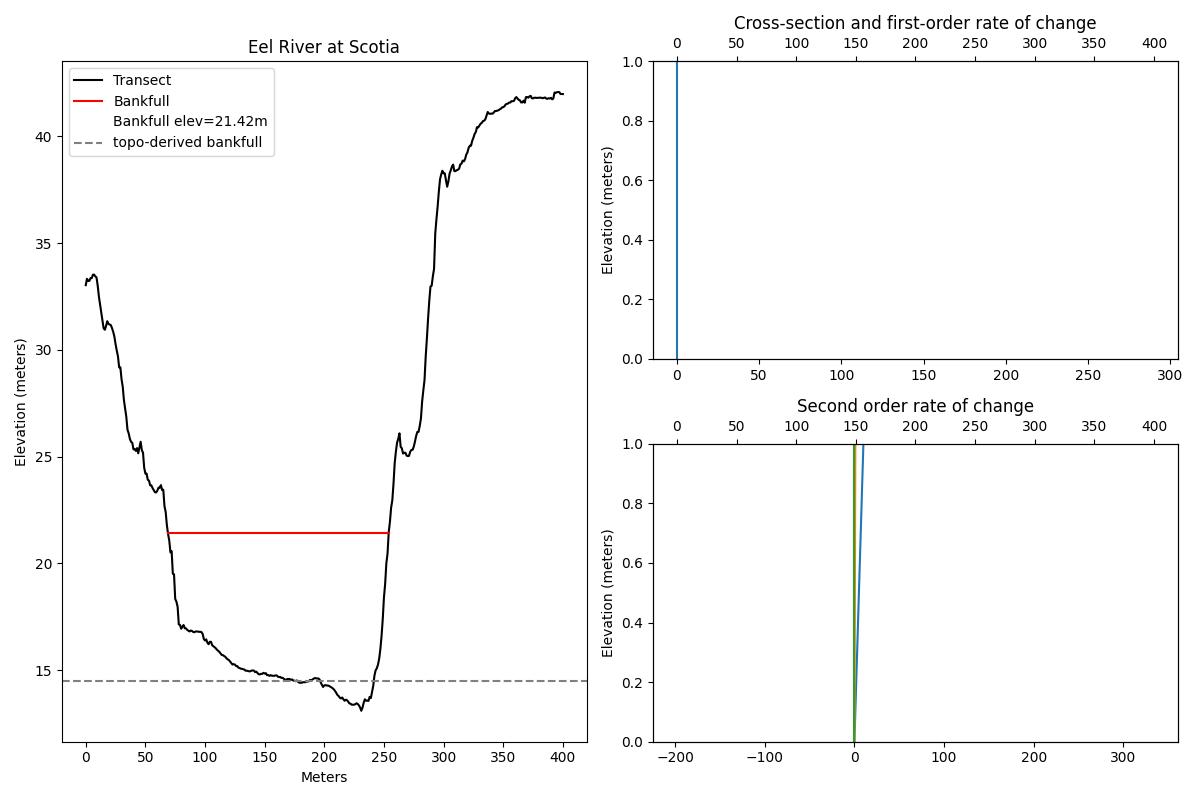 Eel River at Scotia
Transect
Bankfull
Bankfull elev=21.42m
topo-derived bankfull
Elevation (meters)
40
35
30
25
20
15
0 50 100 150 200 250 300 350 400
Meters
Cross-section and first-order rate of change
0 50 100 150 200 250 300 350 400
Elevation (meters)
1.0
0.8
0.6
0.4
0.2
0.0
0 50 100 150 200 250 300
Second order rate of change
0 50 100 150 200 250 300 350 400
Elevation (meters)
1.0
0.8
0.6
0.4
0.2
0.0
−200 −100 0 100 200 300